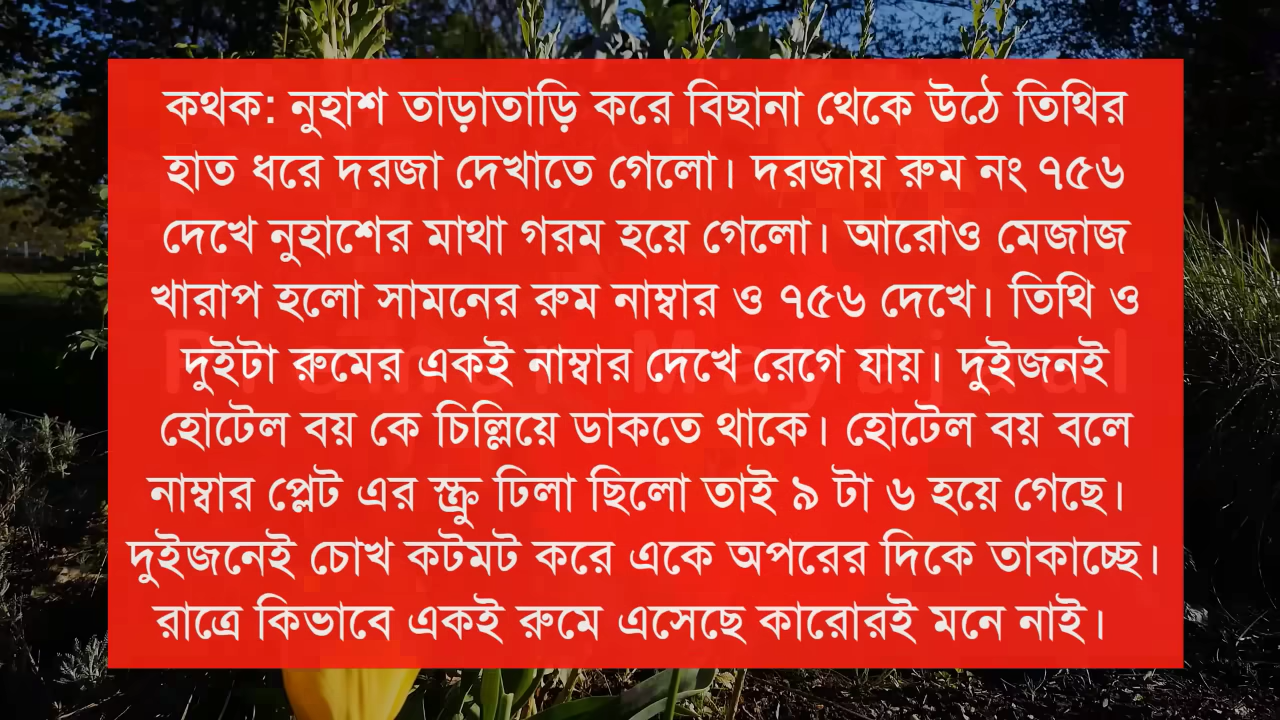 কথক: নুহাশ তাড়াতাড়ি করে বিছানা থেকে উঠে তিথির
হাত ধরে দরজা দেখাতে গেলো। দরজায় রুম নং ৭৫৬
দেখে নুহাশের মাথা গরম হয়ে গেলো। আরোও মেজাজ
খারাপ হলো সামনের রুম নাম্বার ও ৭৫৬ দেখে। তিথি ও
দুইটা রুমের একই নাম্বার দেখে রেগে যায়। দুইজনই
হোটেল বয় কে চিল্লিয়ে ডাকতে থাকে। হোটেল বয় বলে
নাম্বার প্লেট এর স্ক্রু ঢিলা ছিলো তাই ৯ টা ৬ হয়ে গেছে।
দুইজনেই চোখ কটমট করে একে অপরের দিকে তাকাচ্ছে।
রাত্রে কিভাবে একই রুমে এসেছে কারোরই মনে নাই।